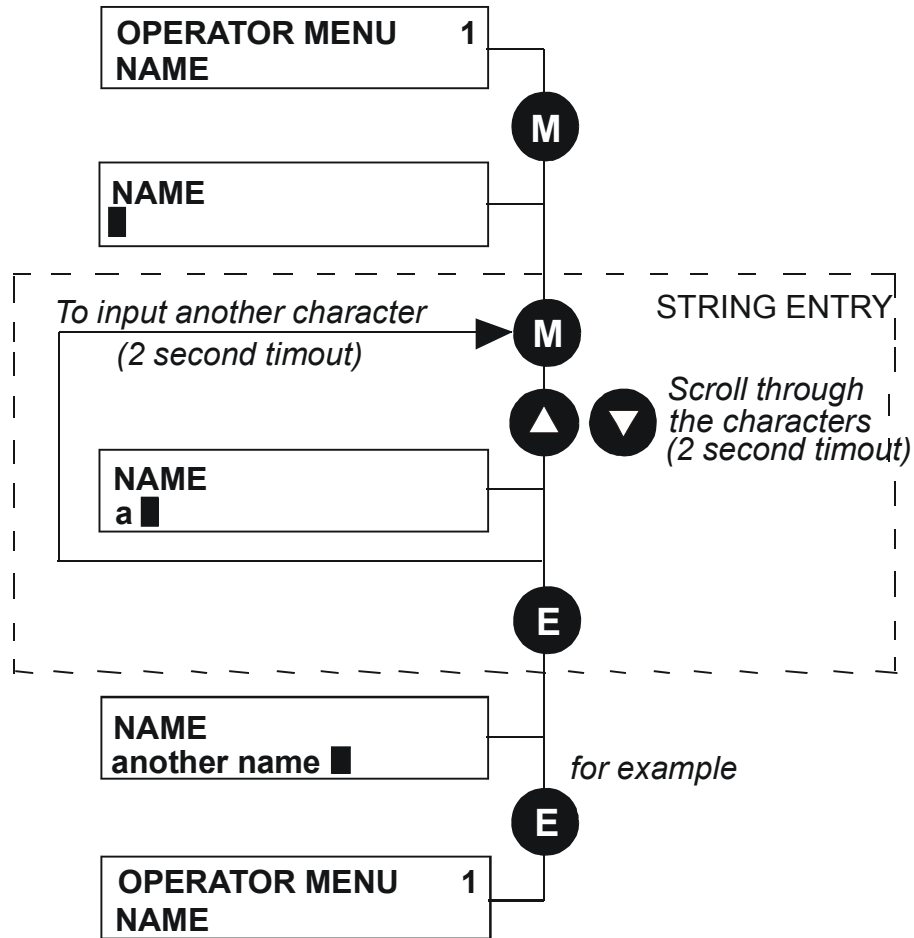 OPERATOR MENU 1
NAME
M
NAME
To input another character
(2 second timout)
M
STRING ENTRY
Scroll through
the characters
(2 second timout)
NAME
a
E
NAME
another name
for example
E
OPERATOR MENU 1
NAME